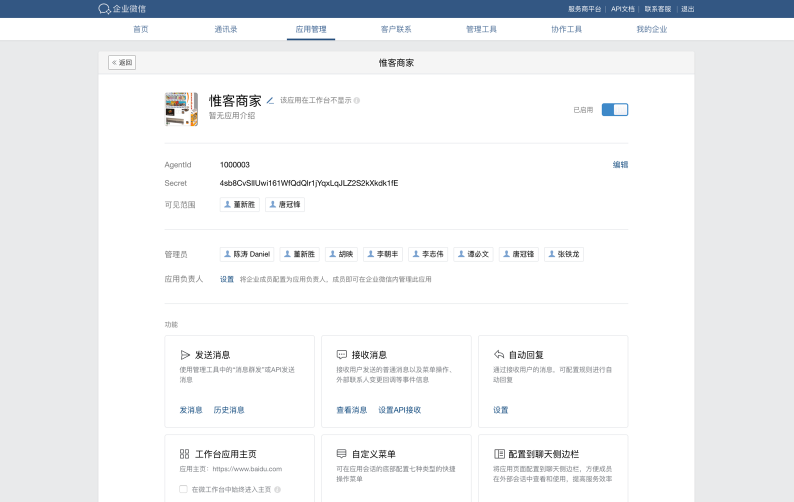 企业微信
服务商平台 | API文档 | 联系客服 | 退出
首页 通讯录 应用管理 客户联系 管理工具 协作工具 我的企业
« 返回
惟客商家
惟客商家 该应用在工作台不显示
暂无应用介绍
已启用
AgentId 1000003 编辑
Secret 4sb8CvSIlUwi161WfQdQlr1jYqxLqJLZ2S2kXkdk1fE
可见范围 董新胜 唐冠锋
管理员 陈涛 Daniel 董新胜 胡映 李朝丰 李志伟 谭必文 唐冠锋 张铁龙
应用负责人 设置 将企业成员配置为应用负责人，成员即可在企业微信内管理此应用
功能
发送消息
使用管理工具中的“消息群发”或API发送
消息
发消息 历史消息
接收消息
接收用户发送的普通消息以及菜单操作、
外部联系人变更回调等事件信息
查看消息 设置API接收
自动回复
通过接收用户的消息，可配置规则进行自
动回复
设置
工作台应用主页
应用主页：https://www.baidu.com
在微工作台中始终进入主页
自定义菜单
可在应用会话的底部配置七种类型的快捷
操作菜单
配置到聊天侧边栏
将应用页面配置到聊天侧边栏，方便成员
在外部会话中查看和使用，提高服务效率